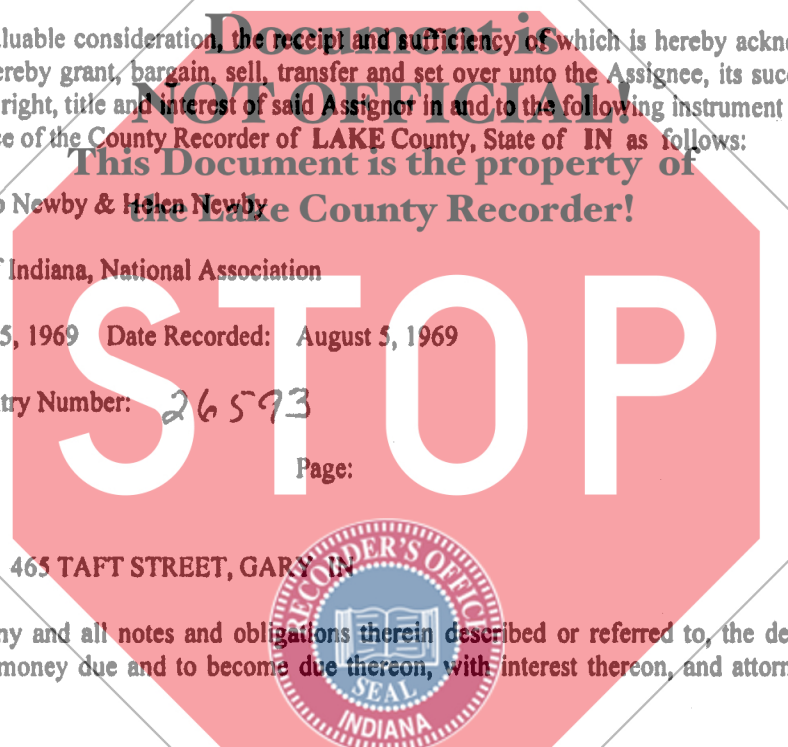 Document is
luable consideration, the receipt and sufficiency of which is hereby ackn
ereby grant, bargain, sell, transfer and set over unto the Assignee, its suc
NOT OFFICIAL!
right, title and interest of said Assignor in and to the following instrument
e of the County Recorder of LAKE County, State of IN as follows:
This Document is the property of
the Lake County Recorder!
Newby & Helen Newby
Indiana, National Association
STOP
5, 1969 Date Recorded: August 5, 1969
try Number: 26593
Page:
465 TAFT STREET, GARY IN
RECORDER'S OFFICE
ny and all notes and obligations therein described or referred to, the de
money due and to become due thereon, with interest thereon, and attorn
SEAL
INDIANA